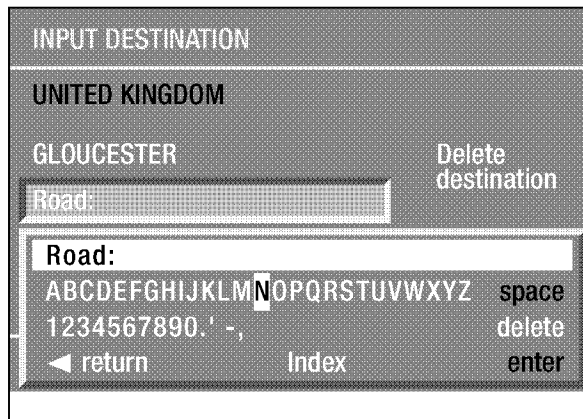 INPUT DESTINATION
UNITED KINGDOM
GLOUCESTER
Delete
destination
Road:
Road:
ABCDEFGHIJKLMNOPQRSTUVWXYZ space
1234567890.' -, delete
◄ return Index enter